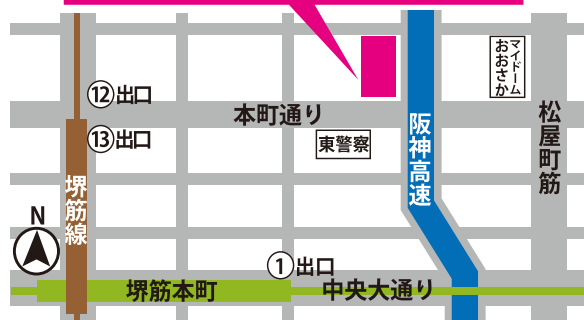 マイドーム
おおさか
⑫出口
本町通り
松屋町筋
⑬出口
東警察
阪神高速
堺筋線
N
①出口
堺筋本町
中央大通り